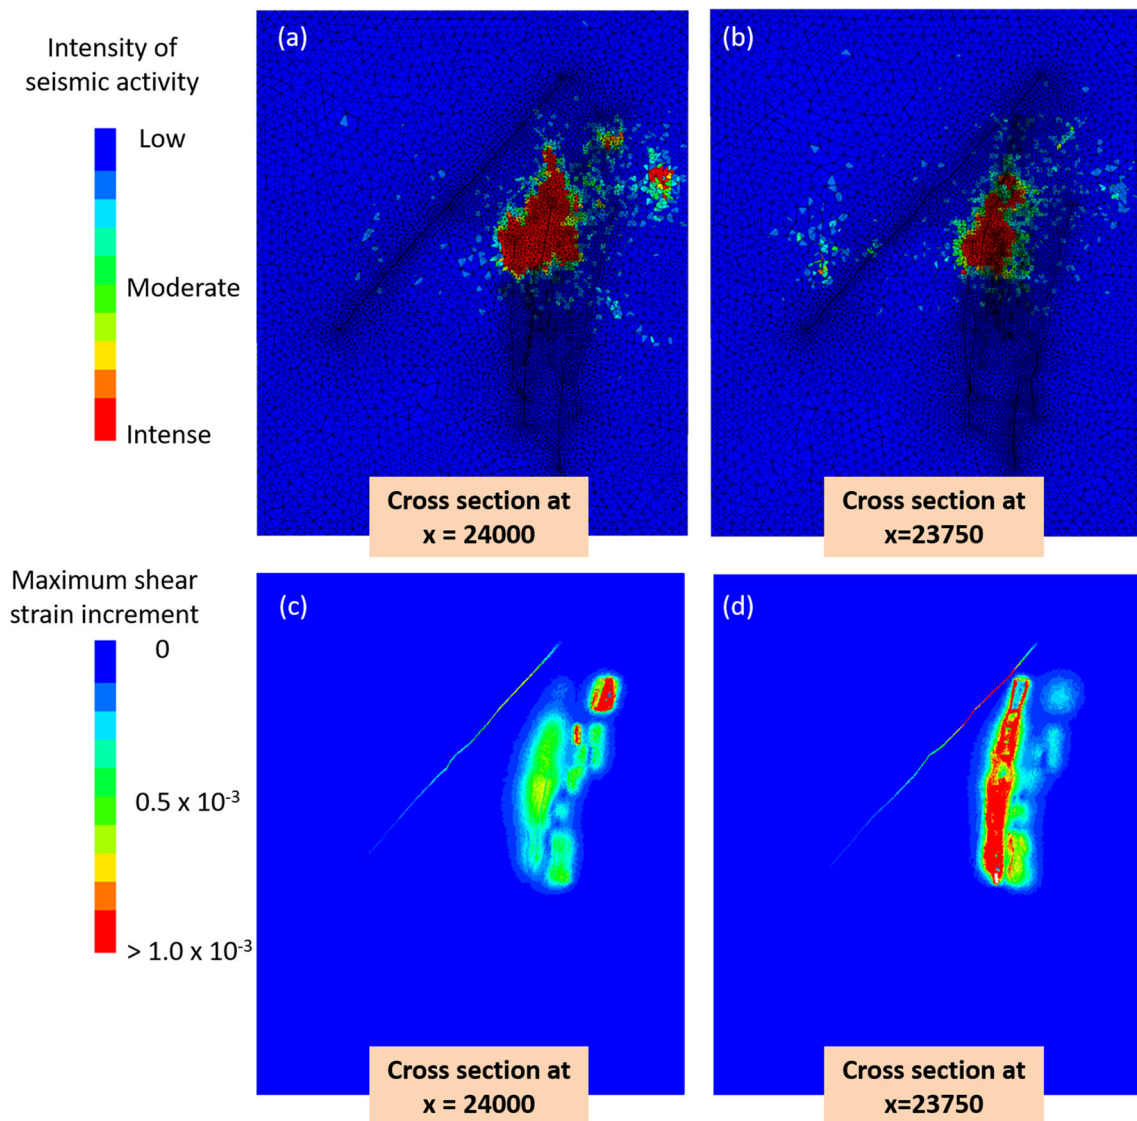 Intensity of
seismic activity
Low
Moderate
Intense
(a)
(b)
Cross section at
x = 24000
Cross section at
x=23750
Maximum shear
strain increment
0
0.5 x 10⁻³
> 1.0 x 10⁻³
(c)
(d)
Cross section at
x = 24000
Cross section at
x=23750